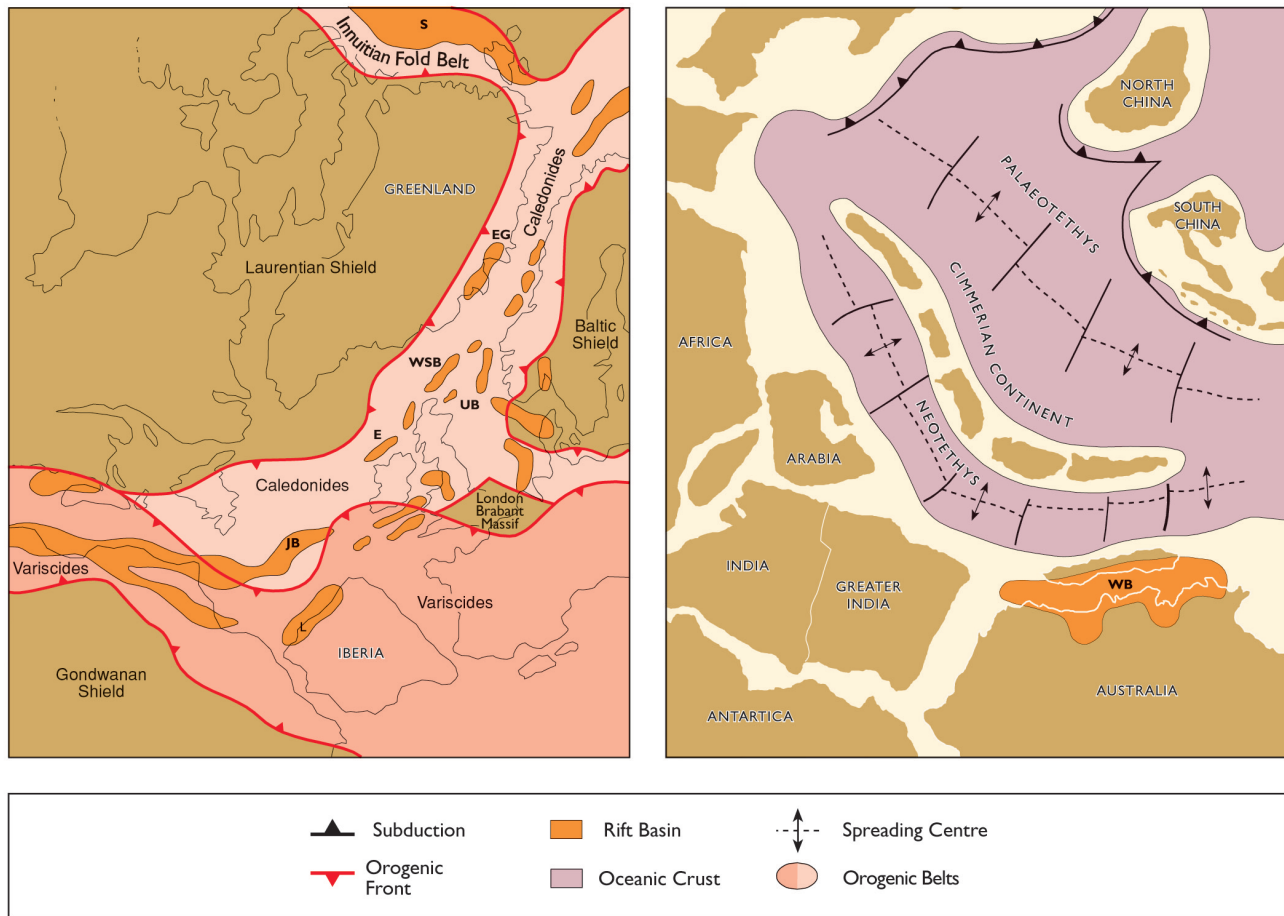 S
Innuitian Fold Belt
GREENLAND
Caledonides
EG
Laurentian Shield
Baltic
Shield
WSB
UB
E
Caledonides
London
Brabant
Massif
JB
Variscides
Variscides
L
IBERIA
Gondwanan
Shield
NORTH
CHINA
PALAEOTETHYS
SOUTH
CHINA
CIMMERIAN CONTINENT
AFRICA
NEOTETHYS
ARABIA
INDIA
GREATER
INDIA
WB
AUSTRALIA
ANTARTICA
Subduction
Rift Basin
Spreading Centre
Orogenic
Front
Oceanic Crust
Orogenic Belts